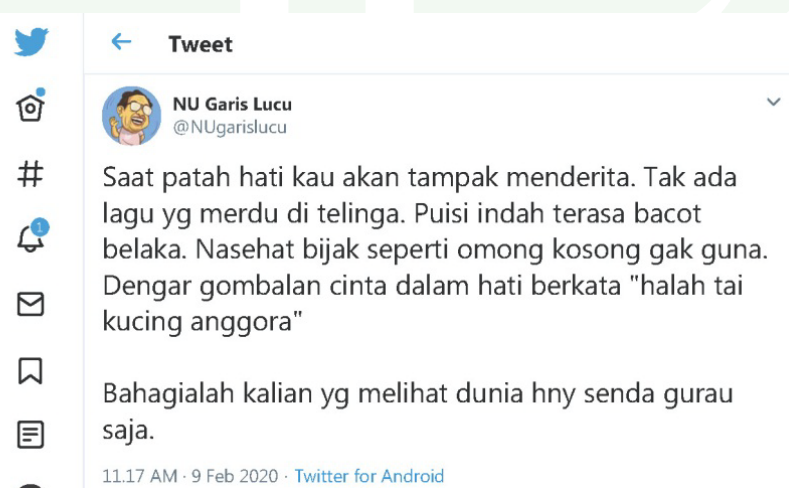 Tweet
NU Garis Lucu
@NUgarislucu
Saat patah hati kau akan tampak menderita. Tak ada
lagu yg merdu di telinga. Puisi indah terasa bacot
belaka. Nasehat bijak seperti omong kosong gak guna.
Dengar gombalan cinta dalam hati berkata "halah tai
kucing anggora"
Bahagialah kalian yg melihat dunia hny senda gurau
saja.
11.17 AM · 9 Feb 2020 · Twitter for Android
1